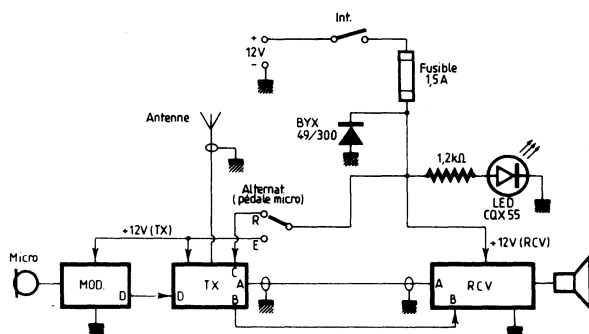 Int.
+
12V
-
Fusible
1,5 A
BYX
49/300
Antenne
1,2kΩ
LED
CQX 55
Alternat
(pédale micro)
R
E
+12V (TX)
+12V (RCV)
Micro
MOD.
D
D
TX
C
A
B
A
B
RCV